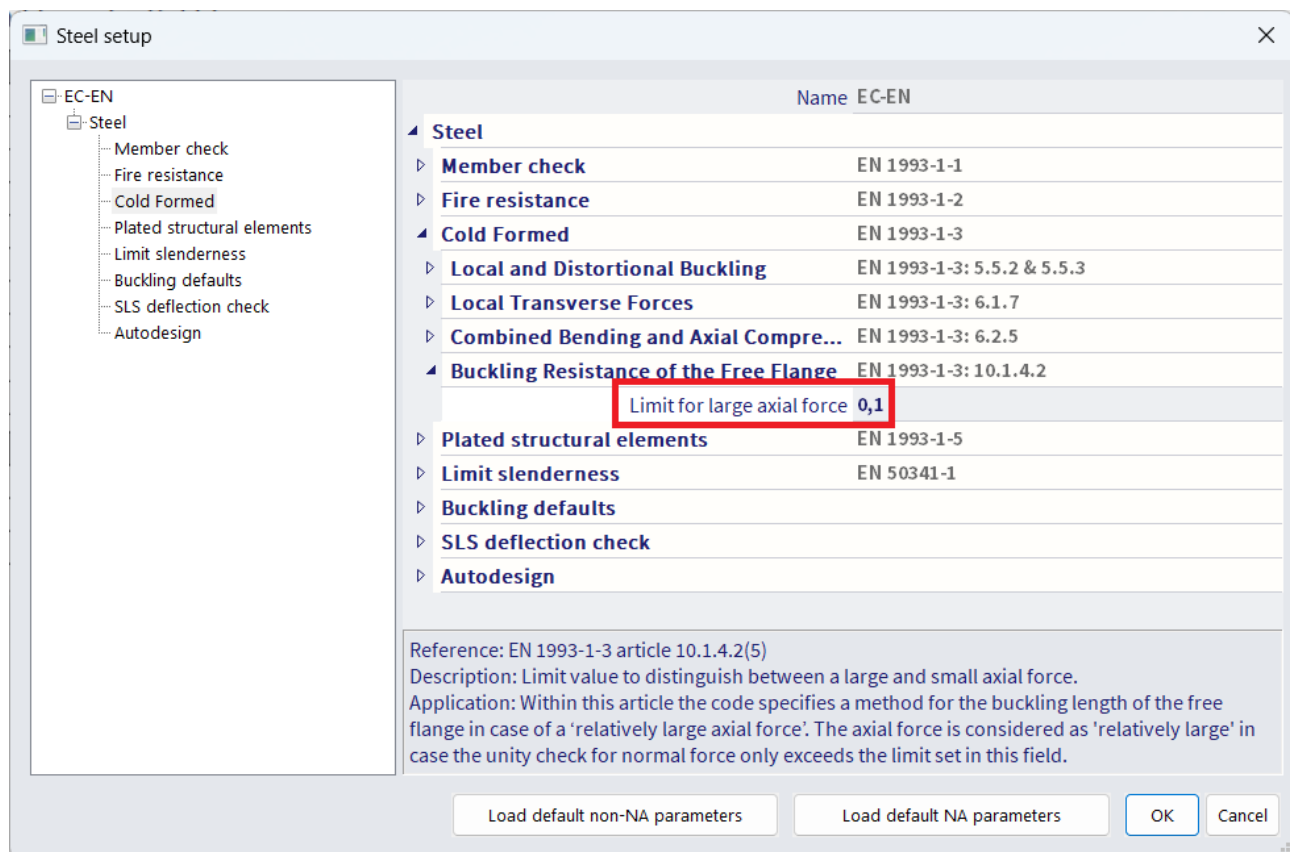 Steel setup
EC-EN
Steel
Member check
Fire resistance
Cold Formed
Plated structural elements
Limit slenderness
Buckling defaults
SLS deflection check
Autodesign
Name EC-EN
Steel
Member check EN 1993-1-1
Fire resistance EN 1993-1-2
Cold Formed EN 1993-1-3
Local and Distortional Buckling EN 1993-1-3: 5.5.2 & 5.5.3
Local Transverse Forces EN 1993-1-3: 6.1.7
Combined Bending and Axial Compre... EN 1993-1-3: 6.2.5
Buckling Resistance of the Free Flange EN 1993-1-3: 10.1.4.2
Limit for large axial force 0,1
Plated structural elements EN 1993-1-5
Limit slenderness EN 50341-1
Buckling defaults
SLS deflection check
Autodesign
Reference: EN 1993-1-3 article 10.1.4.2(5)
Description: Limit value to distinguish between a large and small axial force.
Application: Within this article the code specifies a method for the buckling length of the free
flange in case of a ‘relatively large axial force’. The axial force is considered as 'relatively large' in
case the unity check for normal force only exceeds the limit set in this field.
Load default non-NA parameters
Load default NA parameters
OK
Cancel